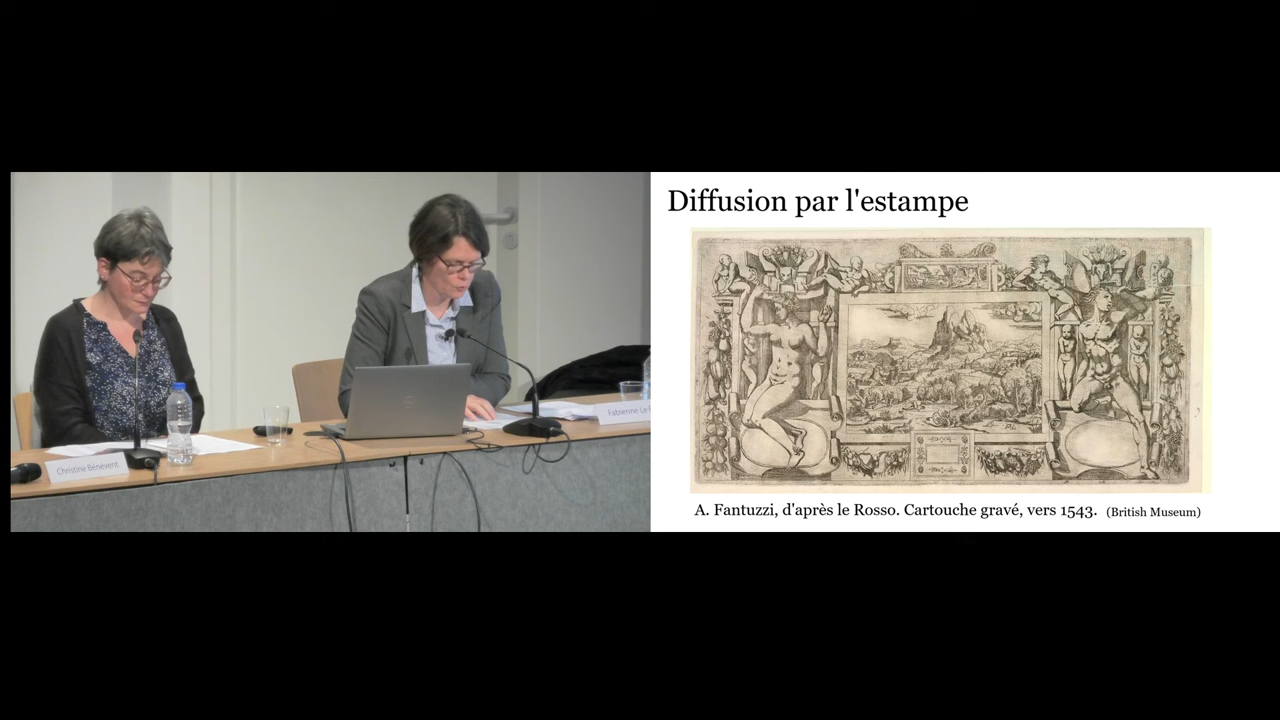 Diffusion par l'estampe
A. Fantuzzi, d'après le Rosso. Cartouche gravé, vers 1543. (British Museum)
Christine Bénévent
Fabienne Le